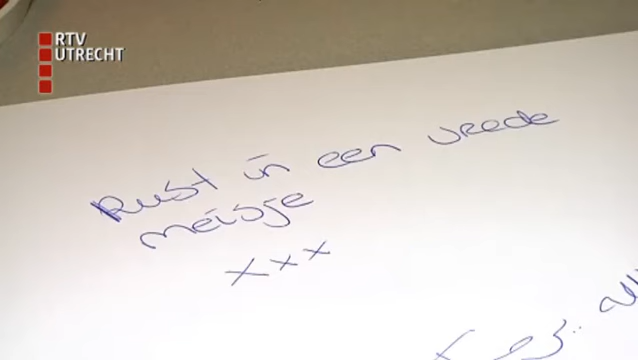 RTV
UTRECHT
Rust in een vrede
meisje
xxx